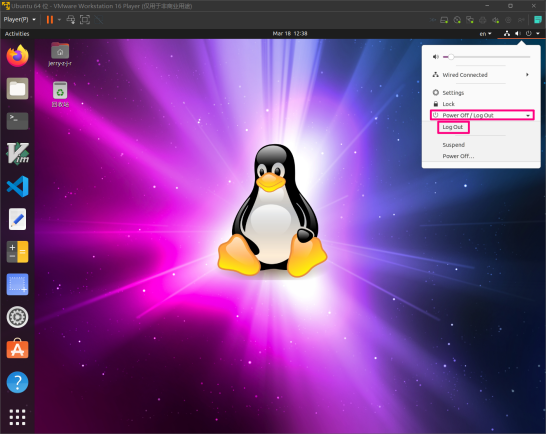 Ubuntu 64 位 - VMware Workstation 16 Player (仅用于非商业用途)
Player(P)
Activities
Mar 18 12:38
en
jerry-z-j-r
回收站
Wired Connected
Settings
Lock
Power Off / Log Out
Log Out
Suspend
Power Off...